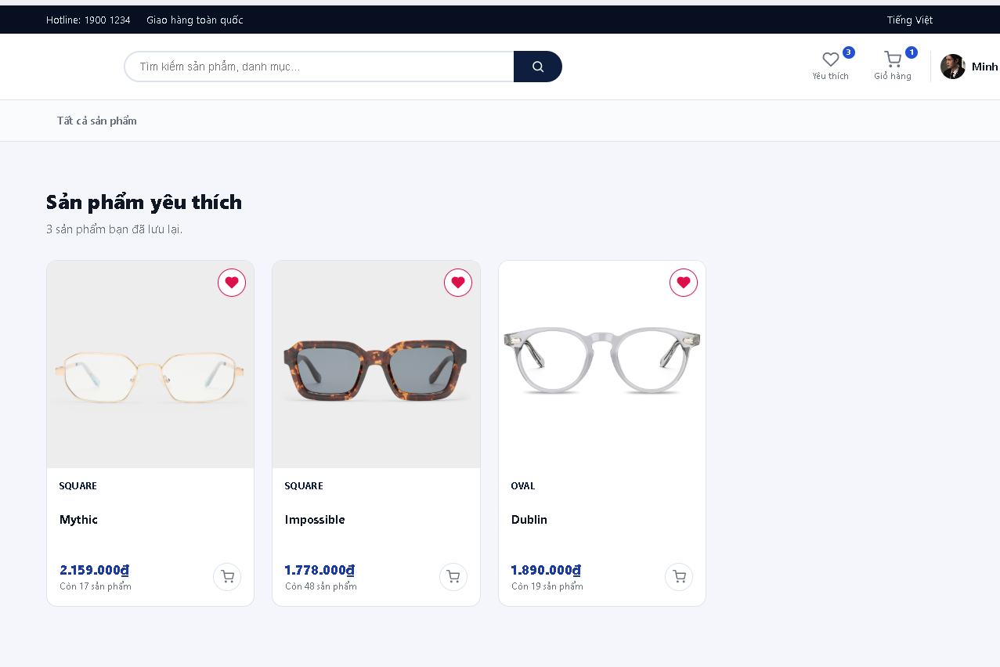 Hotline: 1900 1234 Giao hàng toàn quốc Tiếng Việt
Tìm kiếm sản phẩm, danh mục...
3
1
Yêu thích Giỏ hàng Minh
Tất cả sản phẩm
Sản phẩm yêu thích
3 sản phẩm bạn đã lưu lại.
SQUARE
Mythic
2.159.000₫
Còn 17 sản phẩm
SQUARE
Impossible
1.778.000₫
Còn 48 sản phẩm
OVAL
Dublin
1.890.000₫
Còn 19 sản phẩm